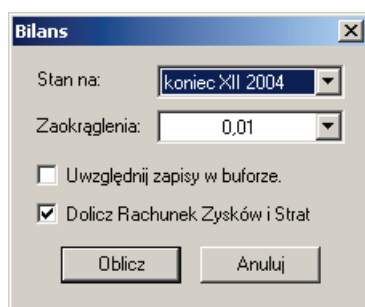 Bilans
Stan na: koniec XII 2004
Zaokrąglenia: 0,01
Uwzględnij zapisy w buforze.
Dolicz Rachunek Zysków i Strat
Oblicz Anuluj